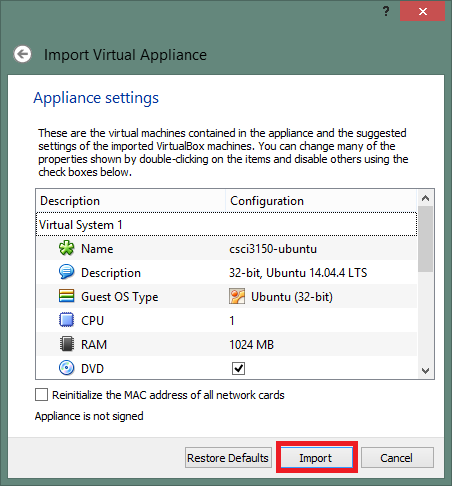 ?
Import Virtual Appliance
Appliance settings
These are the virtual machines contained in the appliance and the suggested
settings of the imported VirtualBox machines. You can change many of the
properties shown by double-clicking on the items and disable others using the
check boxes below.
Description Configuration
Virtual System 1
Name csci3150-ubuntu
Description 32-bit, Ubuntu 14.04.4 LTS
Guest OS Type Ubuntu (32-bit)
CPU 1
RAM 1024 MB
DVD
Reinitialize the MAC address of all network cards
Appliance is not signed
Restore Defaults Import Cancel